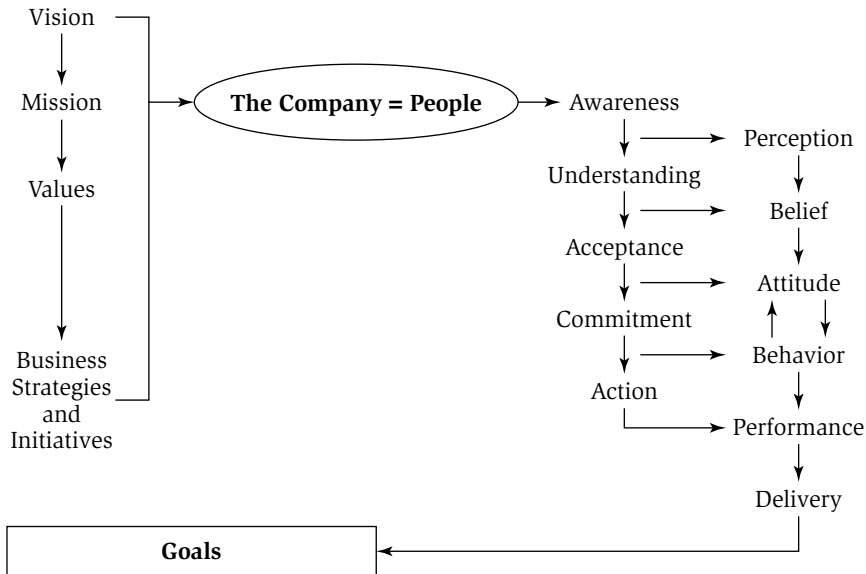 Vision
Mission
Values
Business
Strategies
and
Initiatives
The Company = People
Awareness
Understanding
Acceptance
Commitment
Action
Perception
Belief
Attitude
Behavior
Performance
Delivery
Goals